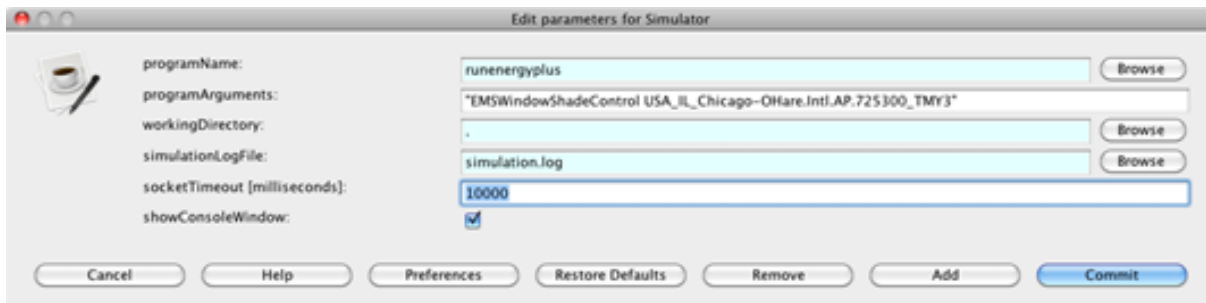 Edit parameters for Simulator
programName:
runenergyplus
Browse
programArguments:
"EMSWindowShadeControl USA_IL_Chicago-OHare.Intl.AP.725300_TMY3"
workingDirectory:
.
Browse
simulationLogFile:
simulation.log
Browse
socketTimeout [milliseconds]:
10000
showConsoleWindow:
Cancel
Help
Preferences
Restore Defaults
Remove
Add
Commit